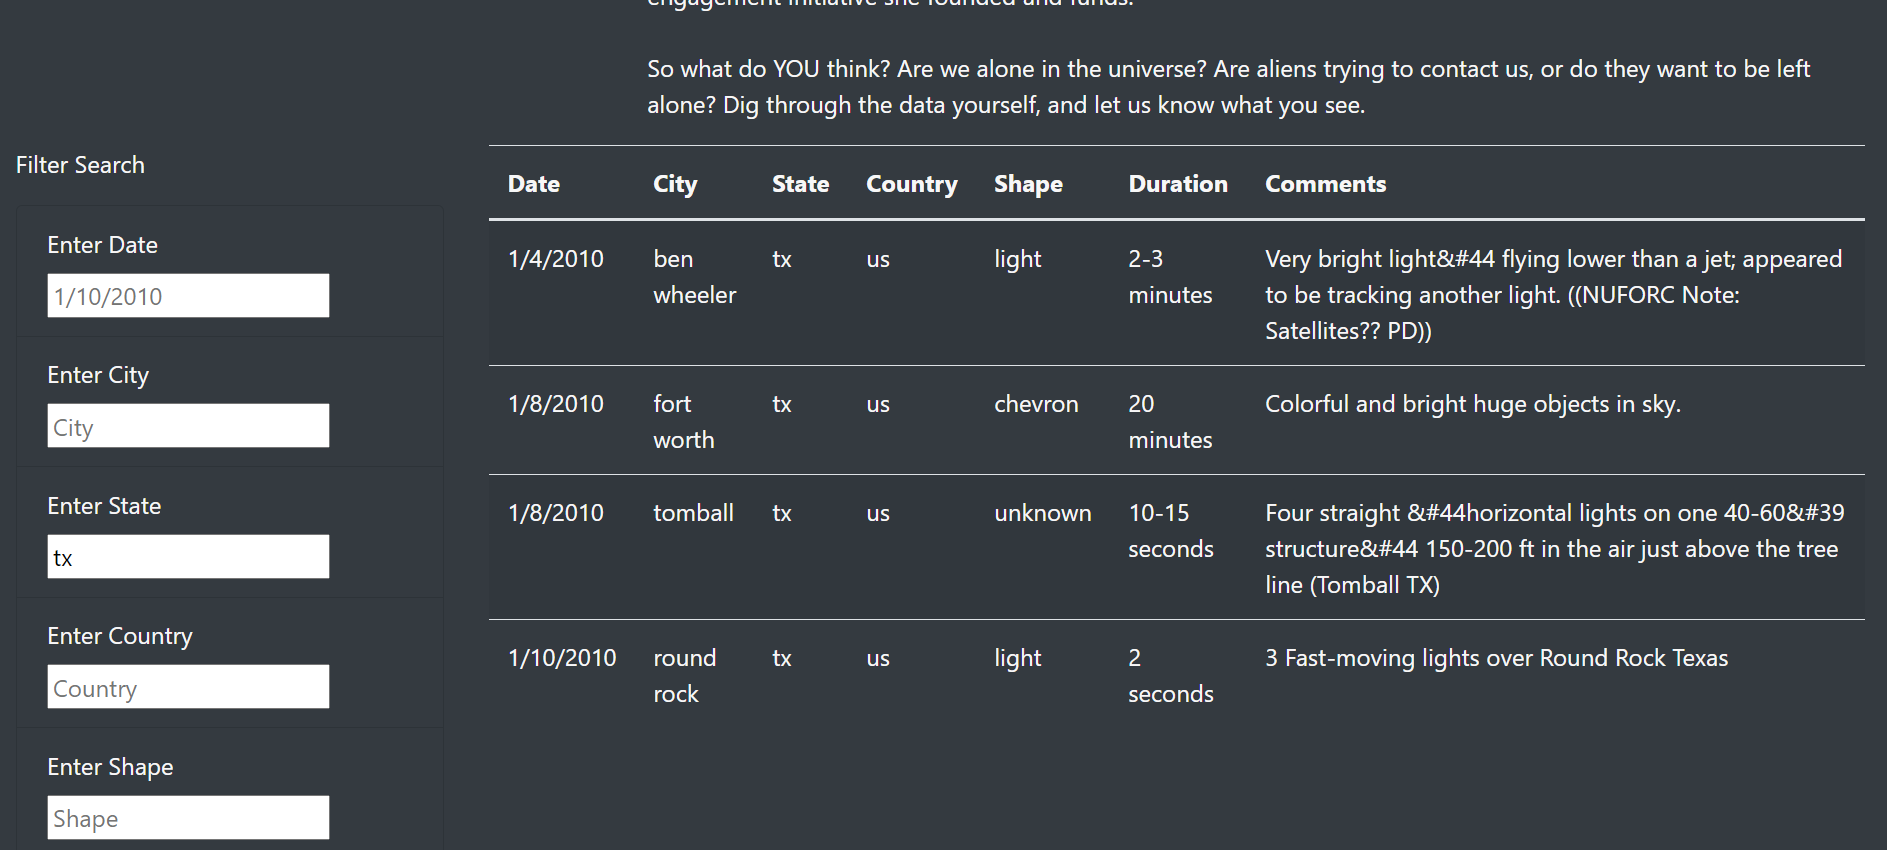 engagement initiative she founded and funds.
So what do YOU think? Are we alone in the universe? Are aliens trying to contact us, or do they want to be left
alone? Dig through the data yourself, and let us know what you see.
Filter Search
Enter Date
1/10/2010
Enter City
City
Enter State
tx
Enter Country
Country
Enter Shape
Shape
Date City State Country Shape Duration Comments
1/4/2010 ben tx us light 2-3 Very bright light&#44 flying lower than a jet; appeared
wheeler minutes to be tracking another light. ((NUFORC Note:
Satellites?? PD))
1/8/2010 fort tx us chevron 20 Colorful and bright huge objects in sky.
worth minutes
1/8/2010 tomball tx us unknown 10-15 Four straight &#44horizontal lights on one 40-60&#39
seconds structure&#44 150-200 ft in the air just above the tree
line (Tomball TX)
1/10/2010 round tx us light 2 3 Fast-moving lights over Round Rock Texas
rock seconds